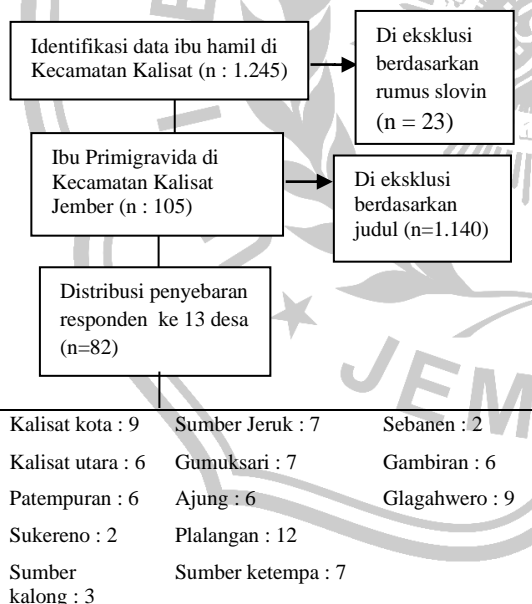 Identifikasi data ibu hamil di
Kecamatan Kalisat (n : 1.245)
Di eksklusi
berdasarkan
rumus slovin
(n = 23)
Ibu Primigravida di
Kecamatan Kalisat
Jember (n : 105)
Di eksklusi
berdasarkan
judul (n=1.140)
Distribusi penyebaran
responden ke 13 desa
(n=82)
JEM
Kalisat kota : 9 Sumber Jeruk : 7 Sebanen : 2
Kalisat utara : 6 Gumuksari : 7 Gambiran : 6
Patempuran : 6 Ajung : 6 Glagahwero : 9
Sukereno : 2 Plalangan : 12
Sumber Sumber ketempa : 7
kalong : 3